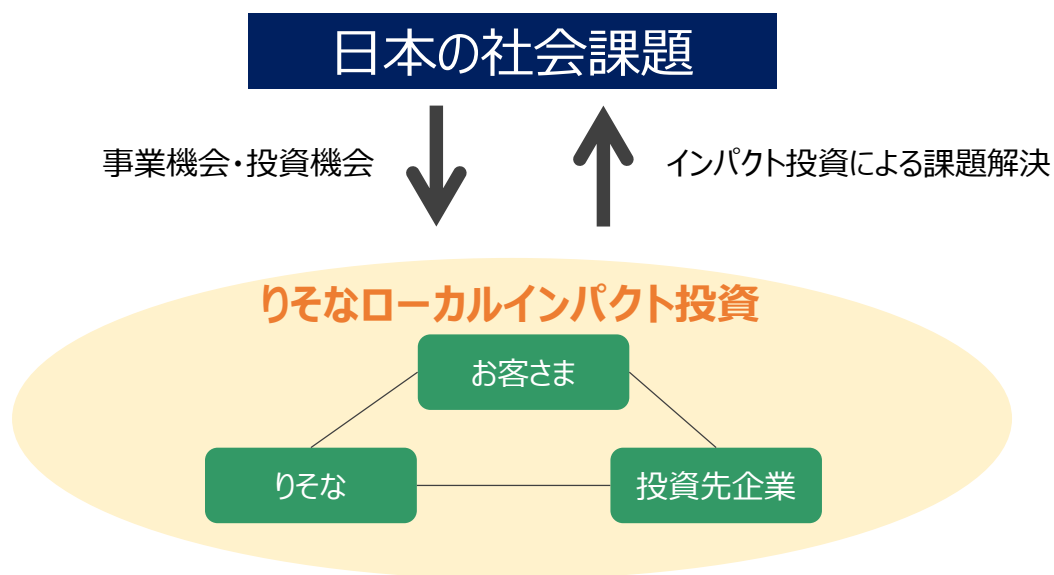 日本の社会課題
事業機会・投資機会
インパクト投資による課題解決
りそなローカルインパクト投資
お客さま
りそな
投資先企業